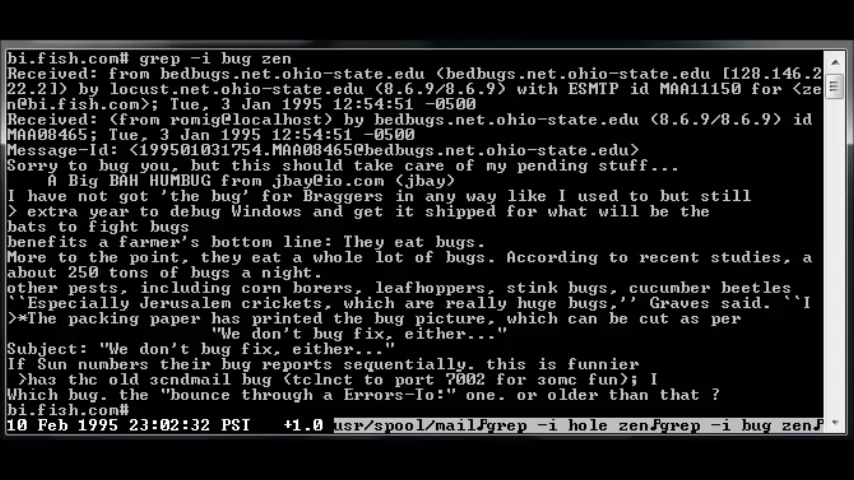 bi.fish.com# grep -i bug zen
Received: from bedbugs.net.ohio-state.edu (bedbugs.net.ohio-state.edu [128.146.2
22.2]) by locust.net.ohio-state.edu (8.6.9/8.6.9) with ESMTP id MAA11150 for <ze
n@bi.fish.com>; Tue, 3 Jan 1995 12:54:51 -0500
Received: (from romig@localhost) by bedbugs.net.ohio-state.edu (8.6.9/8.6.9) id
MAA08465; Tue, 3 Jan 1995 12:54:51 -0500
Message-Id: <199501031754.MAA08465@bedbugs.net.ohio-state.edu>
Sorry to bug you, but this should take care of my pending stuff...
A Big BAH HUMBUG from jbay@io.com (jbay)
I have not got 'the bug' for Braggers in any way like I used to but still
> extra year to debug Windows and get it shipped for what will be the
bats to fight bugs
benefits a farmer's bottom line: They eat bugs.
More to the point, they eat a whole lot of bugs. According to recent studies, a
about 250 tons of bugs a night.
other pests, including corn borers, leafhoppers, stink bugs, cucumber beetles
``Especially Jerusalem crickets, which are really huge bugs,'' Graves said. ``I
>*The packing paper has printed the bug picture, which can be cut as per
"We don't bug fix, either..."
Subject: "We don't bug fix, either..."
If Sun numbers their bug reports sequentially. this is funnier
>has the old sendmail bug (telnet to port 7002 for some fun); I
Which bug. the "bounce through a Errors-To:" one. or older than that ?
bi.fish.com#
10 Feb 1995 23:02:32 PST +1.0 usr/spool/mail♪grep -i hole zen♪grep -i bug zen♪